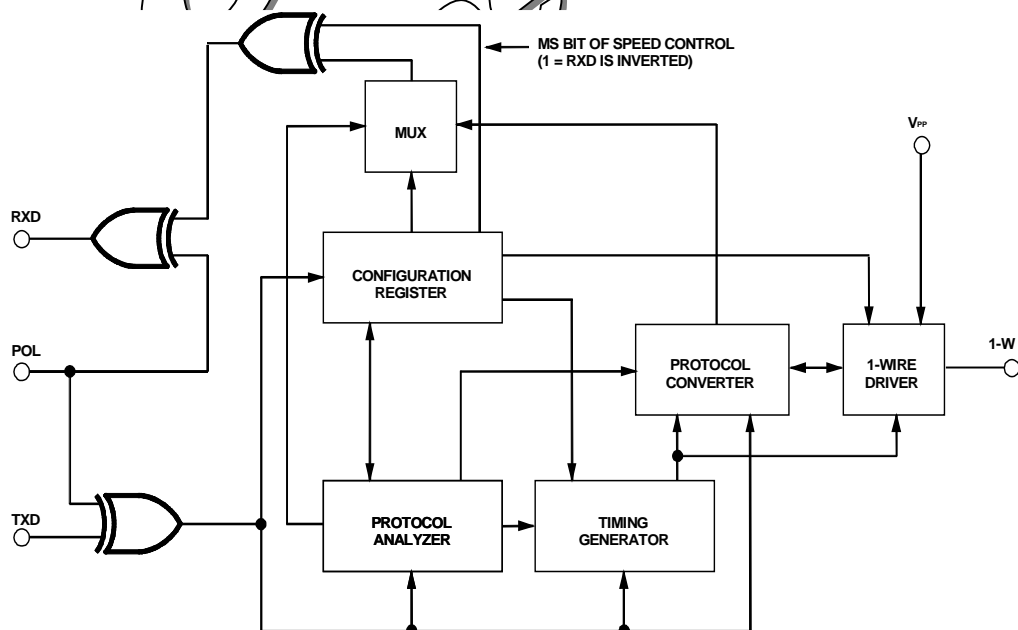 MS BIT OF SPEED CONTROL
(1 = RXD IS INVERTED)
MUX
VPP
RXD
CONFIGURATION
REGISTER
POL
PROTOCOL
CONVERTER
1-WIRE
DRIVER
1-W
TXD
PROTOCOL
ANALYZER
TIMING
GENERATOR